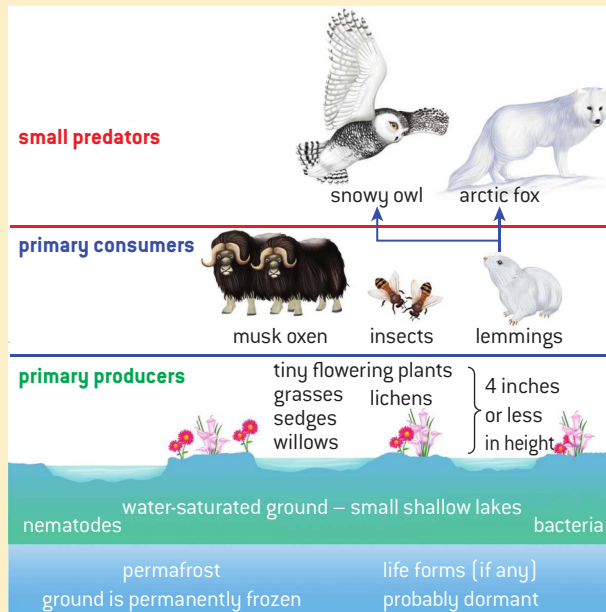 small predators
snowy owl
arctic fox
primary consumers
musk oxen
insects
lemmings
primary producers
tiny flowering plants
grasses
lichens
sedges
willows
4 inches
or less
in height
water-saturated ground – small shallow lakes
nematodes
bacteria
permafrost
ground is permanently frozen
life forms (if any)
probably dormant